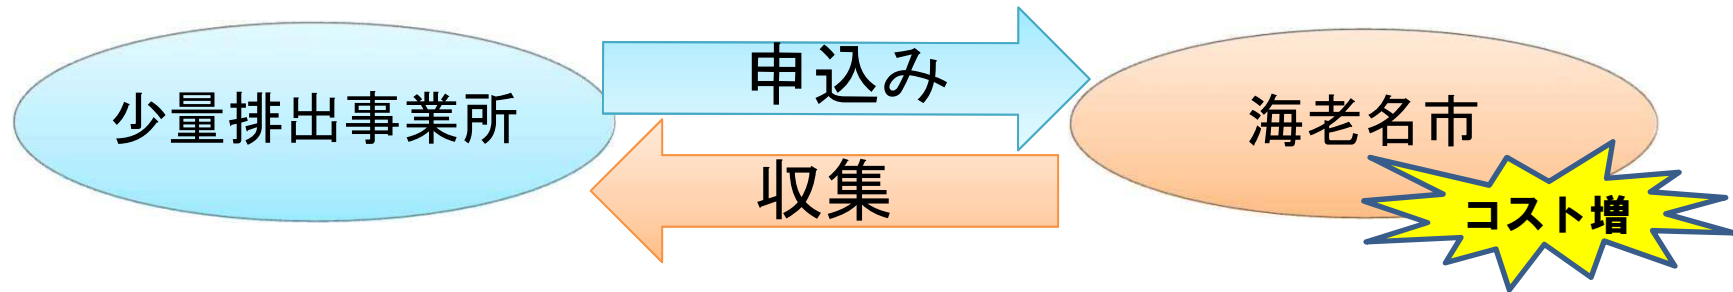 少量排出事業所
申込み
海老名市
収集
コスト増